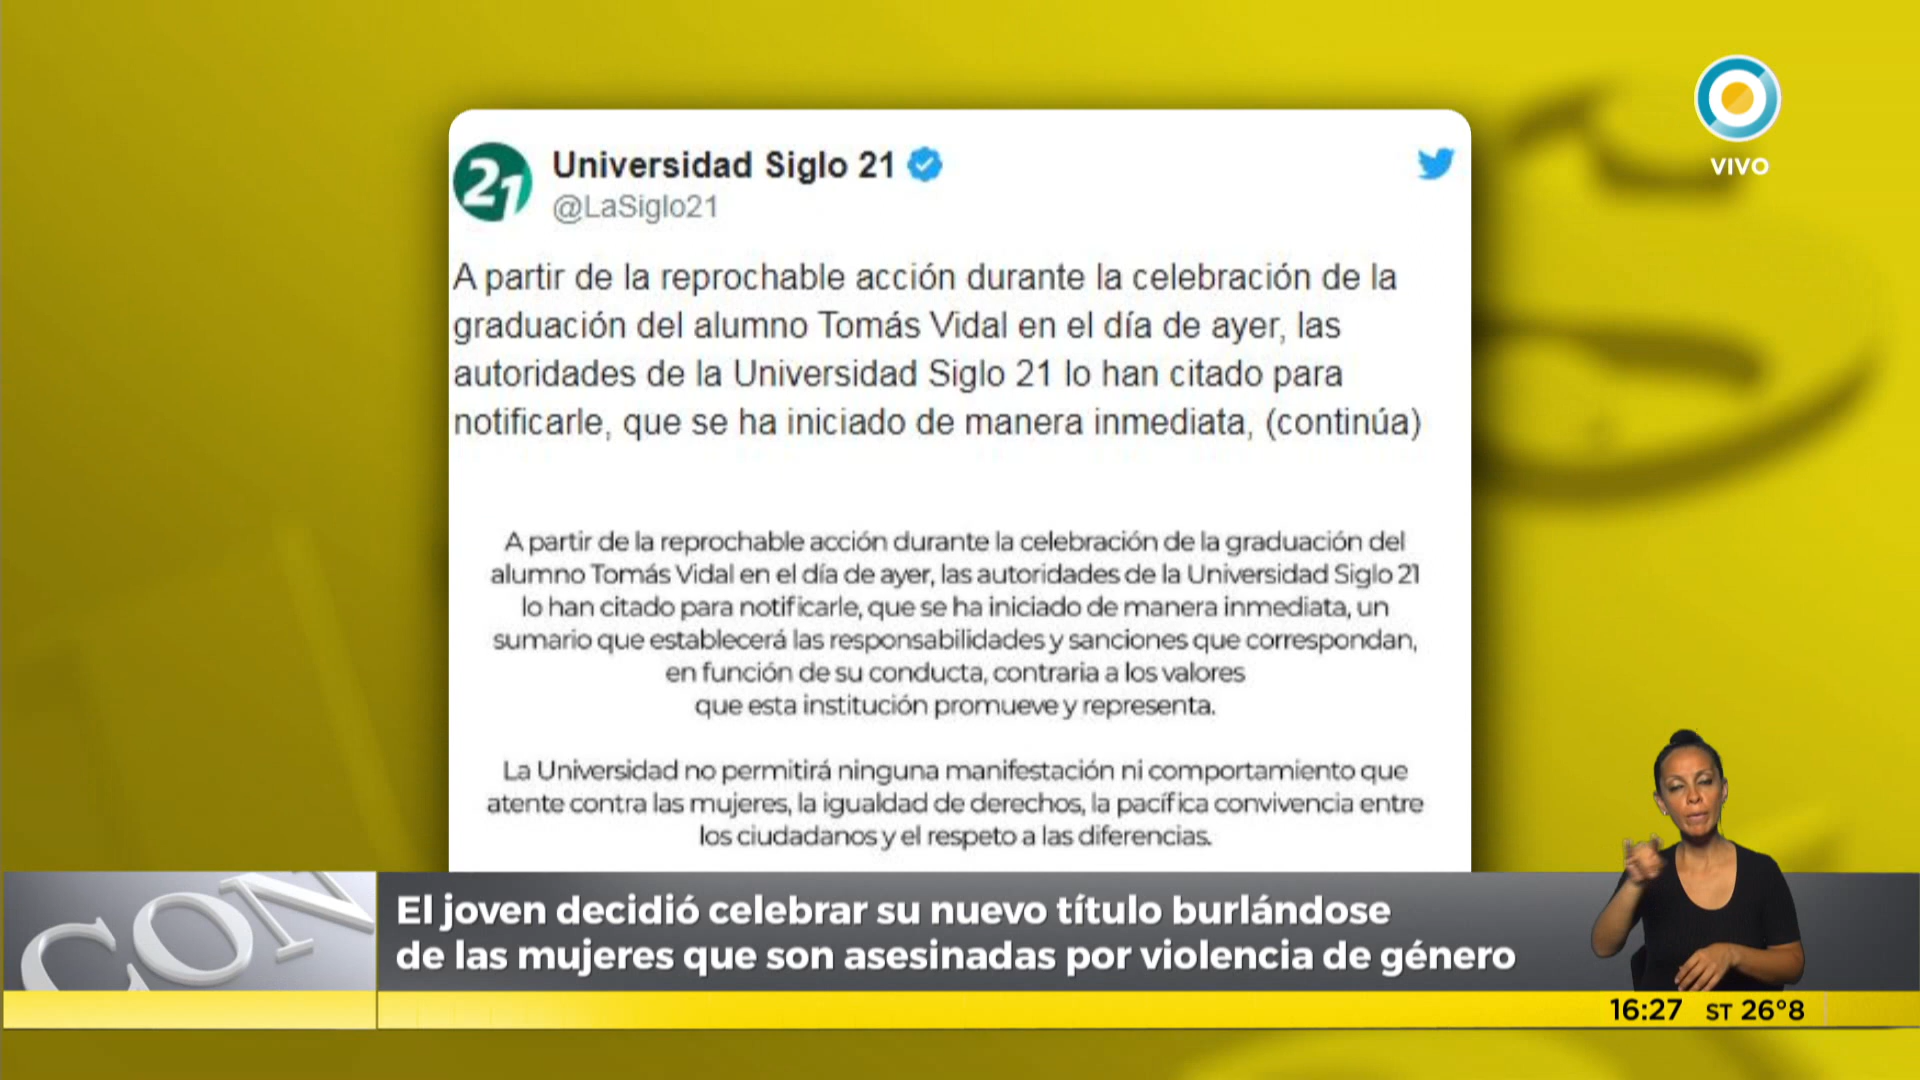 VIVO
21
Universidad Siglo 21
@LaSiglo21
A partir de la reprochable acción durante la celebración de la
graduación del alumno Tomás Vidal en el día de ayer, las
autoridades de la Universidad Siglo 21 lo han citado para
notificarle, que se ha iniciado de manera inmediata, (continúa)
A partir de la reprochable acción durante la celebración de la graduación del
alumno Tomás Vidal en el día de ayer, las autoridades de la Universidad Siglo 21
lo han citado para notificarle, que se ha iniciado de manera inmediata, un
sumario que establecerá las responsabilidades y sanciones que correspondan,
en función de su conducta, contraria a los valores
que esta institución promueve y representa.
La Universidad no permitirá ninguna manifestación ni comportamiento que
atente contra las mujeres, la igualdad de derechos, la pacífica convivencia entre
los ciudadanos y el respeto a las diferencias.
CON
El joven decidió celebrar su nuevo título burlándose
de las mujeres que son asesinadas por violencia de género
16:27 ST 26°8